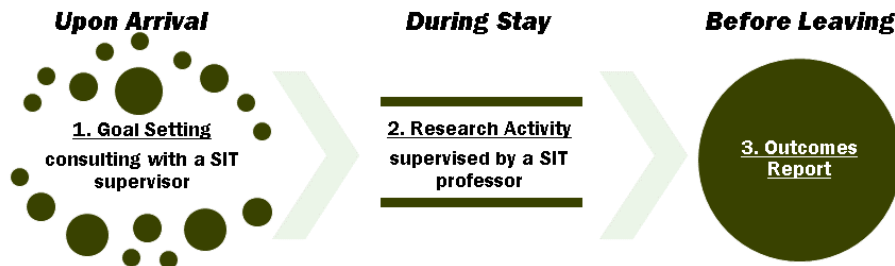 Upon Arrival
During Stay
Before Leaving
1. Goal Setting
consulting with a SIT
supervisor
2. Research Activity
supervised by a SIT
professor
3. Outcomes
Report